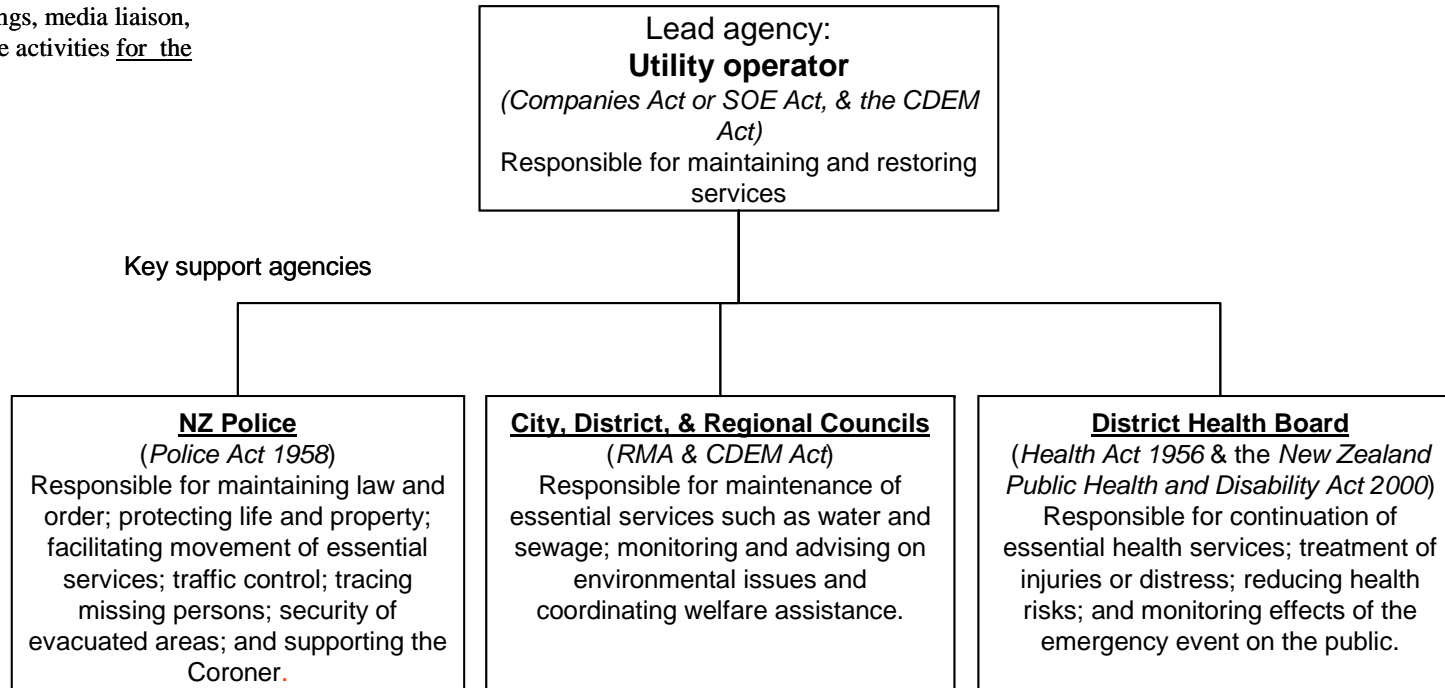 ngs, media liaison,
e activities for the
Lead agency:
Utility operator
(Companies Act or SOE Act, & the CDEM
Act)
Responsible for maintaining and restoring
services
Key support agencies
NZ Police
(Police Act 1958)
Responsible for maintaining law and
order; protecting life and property;
facilitating movement of essential
services; traffic control; tracing
missing persons; security of
evacuated areas; and supporting the
Coroner.
City, District, & Regional Councils
(RMA & CDEM Act)
Responsible for maintenance of
essential services such as water and
sewage; monitoring and advising on
environmental issues and
coordinating welfare assistance.
District Health Board
(Health Act 1956 & the New Zealand
Public Health and Disability Act 2000)
Responsible for continuation of
essential health services; treatment of
injuries or distress; reducing health
risks; and monitoring effects of the
emergency event on the public.